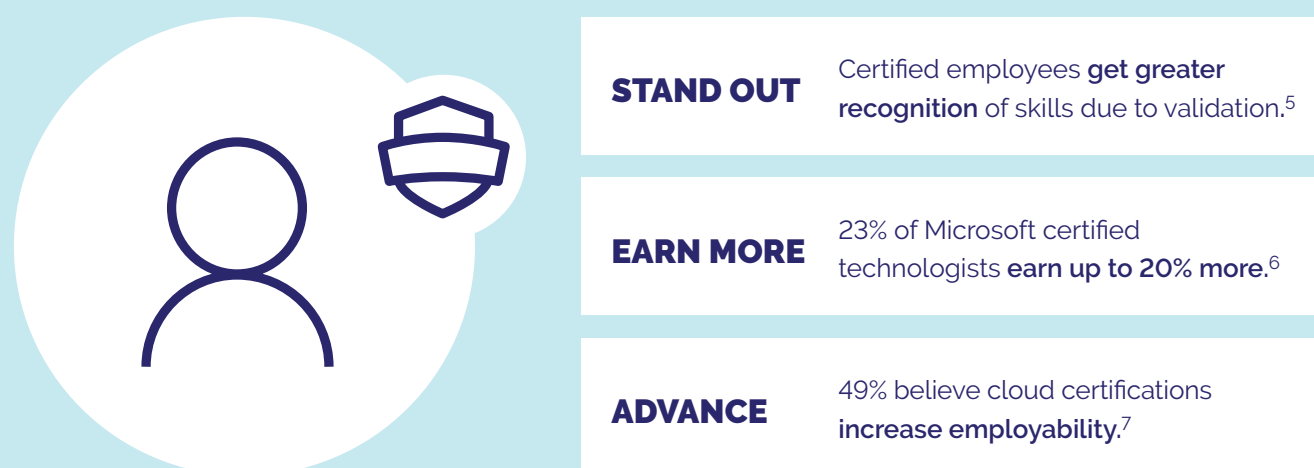 STAND OUT
Certified employees get greater
recognition of skills due to validation.5
EARN MORE
23% of Microsoft certified
technologists earn up to 20% more.6
ADVANCE
49% believe cloud certifications
increase employability.7